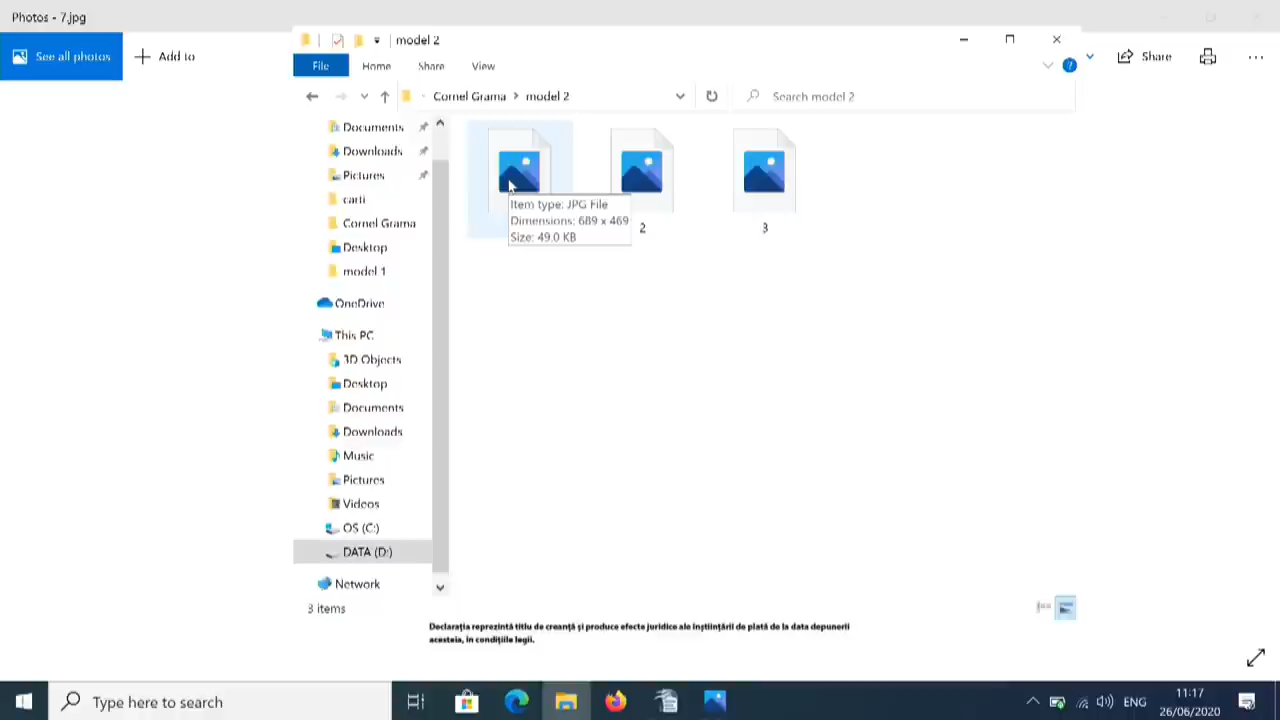 Photos - 7.jpg
See all photos
Add to
Share
model 2
File
Home
Share
View
Cornel Grama
model 2
Search model 2
Documents
Downloads
Pictures
carti
Cornel Grama
Desktop
model 1
OneDrive
This PC
3D Objects
Desktop
Documents
Downloads
Music
Pictures
Videos
OS (C:)
DATA (D:)
Network
Item type: JPG File
Dimensions: 689 x 469
Size: 49.0 KB
2
3
3 items
Declarația reprezintă titlu de creanță și produce efecte juridice ale înștiințării de plată de la data depunerii
acesteia, în condițiile legii.
Type here to search
ENG
11:17
26/06/2020